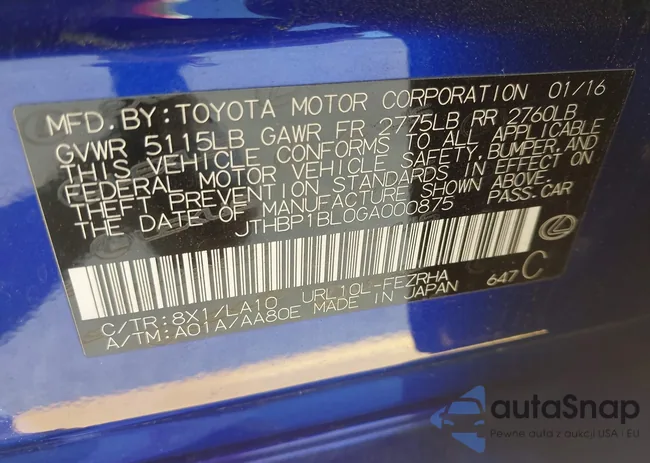 MFD. BY: TOYOTA MOTOR CORPORATION 01/16
GVWR 5115LB GAWR FR 2775LB RR 2760LB
THIS VEHICLE CONFORMS TO ALL APPLICABLE
FEDERAL MOTOR VEHICLE SAFETY, BUMPER, AND
THEFT PREVENTION STANDARDS IN EFFECT ON
THE DATE OF MANUFACTURE SHOWN ABOVE.
JTHBP1BL0GA000875 PASS. CAR
C/TR: 8X1/LA10 URL10L-FEZRHA 647 C
A/TM: A01A/AA80E MADE IN JAPAN
autaSnap
Pewne auta z aukcji USA - EU